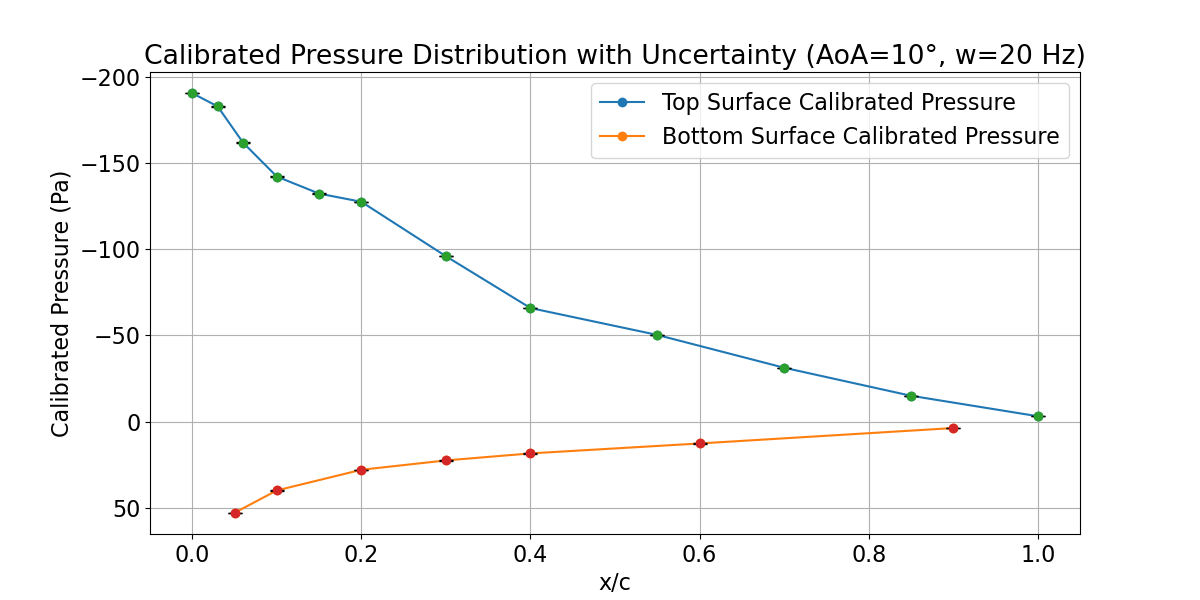 Calibrated Pressure Distribution with Uncertainty (AoA=10°, w=20 Hz)
Top Surface Calibrated Pressure
Bottom Surface Calibrated Pressure
Calibrated Pressure (Pa)
−200
−150
−100
−50
0
50
0.0 0.2 0.4 0.6 0.8 1.0
x/c